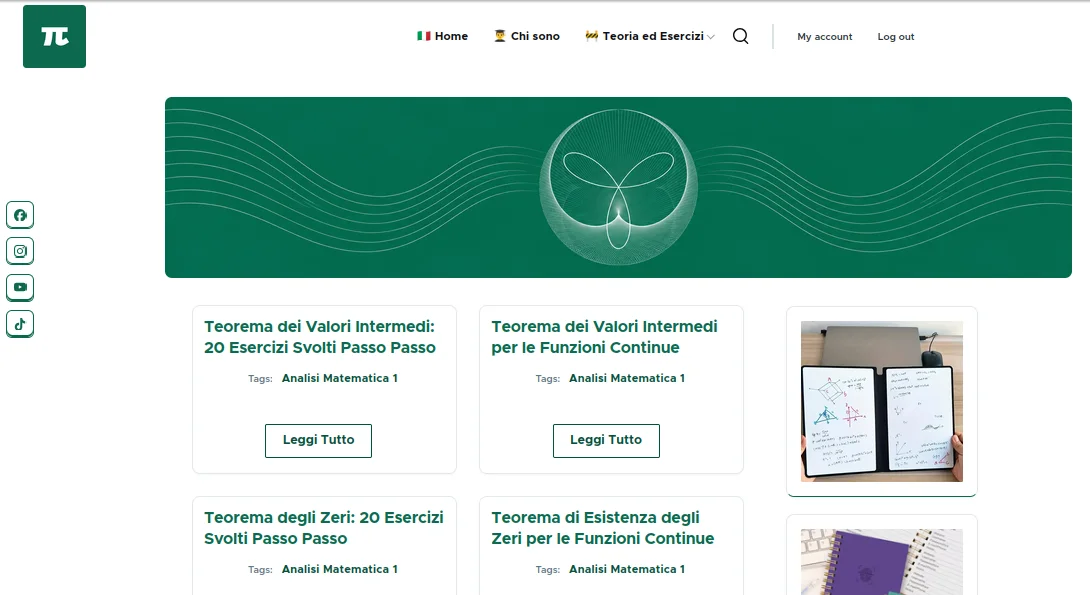 π
🇮🇹 Home
👨‍🎓 Chi sono
🚧 Teoria ed Esercizi
My account
Log out
Teorema dei Valori Intermedi:
20 Esercizi Svolti Passo Passo
Tags: Analisi Matematica 1
Leggi Tutto
Teorema dei Valori Intermedi
per le Funzioni Continue
Tags: Analisi Matematica 1
Leggi Tutto
Teorema degli Zeri: 20 Esercizi
Svolti Passo Passo
Tags: Analisi Matematica 1
Teorema di Esistenza degli
Zeri per le Funzioni Continue
Tags: Analisi Matematica 1